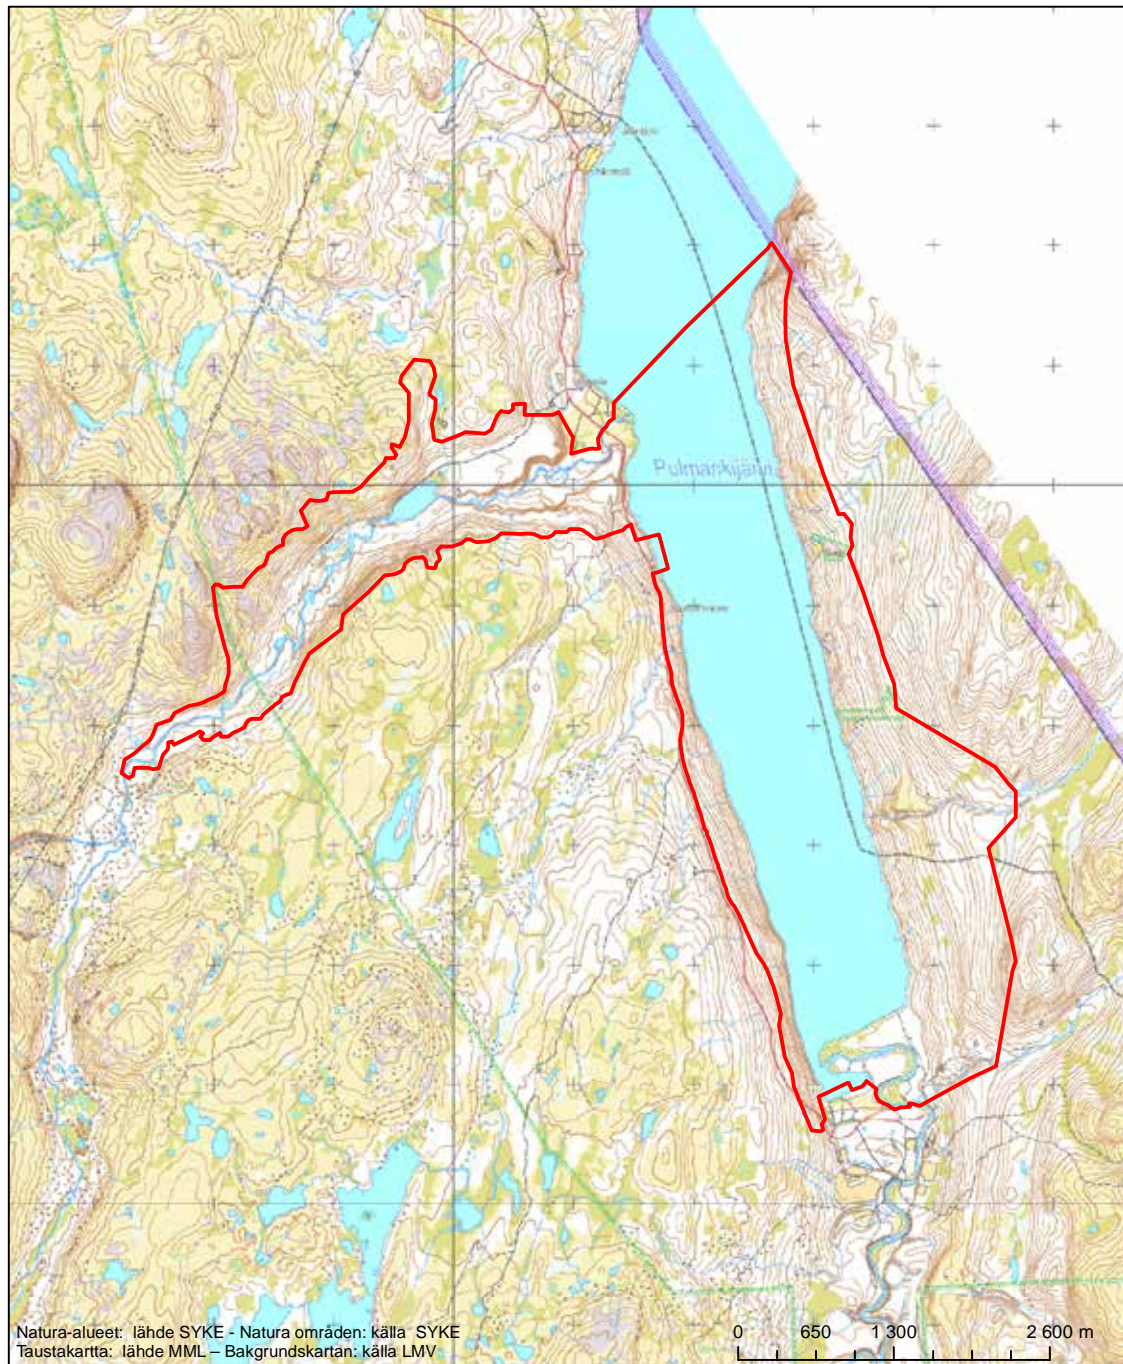 Pulmankijärvi
Natura-alueet: lähde SYKE - Natura områden: källa SYKE
Taustakartta: lähde MML – Bakgrundskartan: källa LMV
0 650 1 300 2 600 m